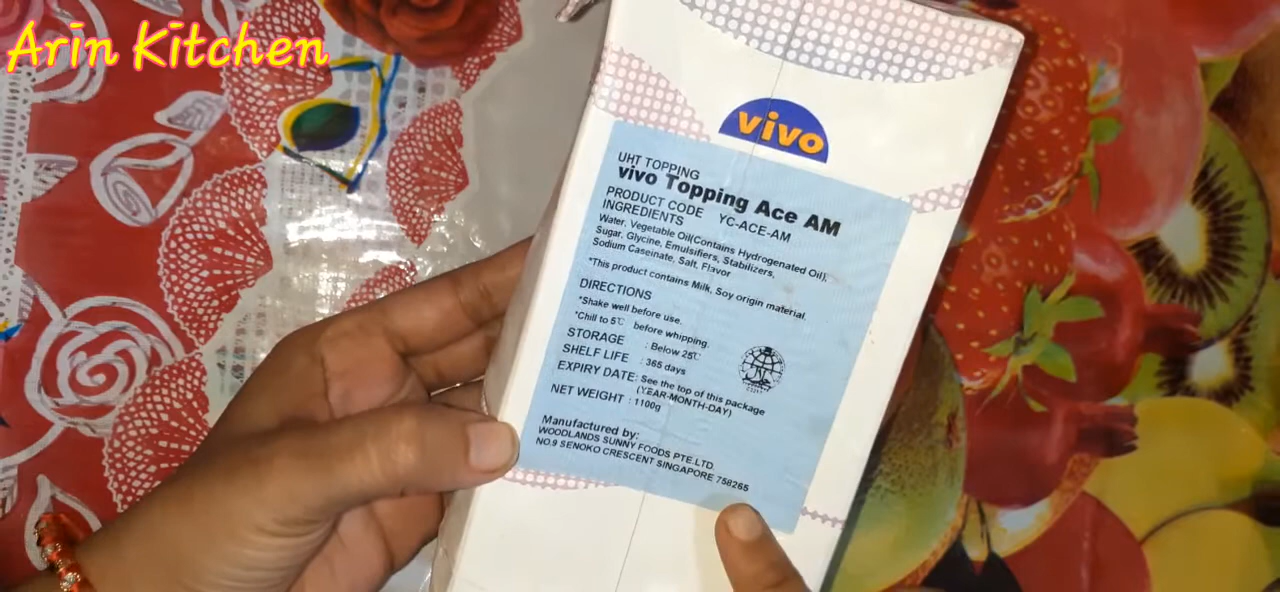 Arin Kitchen
vivo
UHT TOPPING
vivo Topping Ace AM
PRODUCT CODE YC-ACE-AM
INGREDIENTS
Water, Vegetable Oil(Contains Hydrogenated Oil),
Sugar, Glycine, Emulsifiers, Stabilizers,
Sodium Caseinate, Salt, Flavor
*This product contains Milk, Soy origin material.
DIRECTIONS
*Shake well before use.
*Chill to 5℃ before whipping.
STORAGE : Below 25℃
SHELF LIFE : 365 days
EXPIRY DATE: See the top of this package
(YEAR-MONTH-DAY)
NET WEIGHT : 1100g
Manufactured by:
WOODLANDS SUNNY FOODS PTE.LTD.
NO.9 SENOKO CRESCENT SINGAPORE 758265